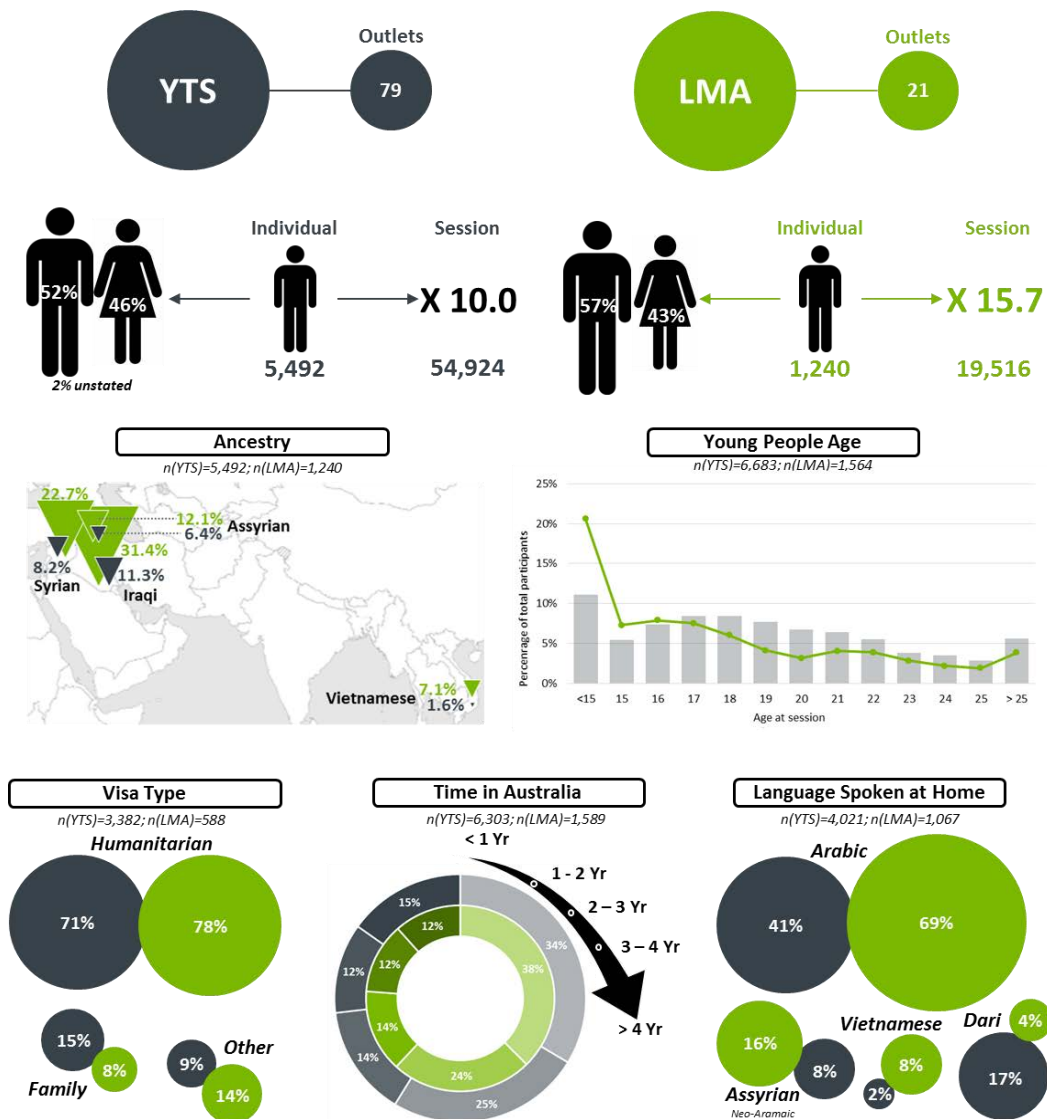 Outlets
YTS
79
Outlets
LMA
21
52%
46%
2% unstated
Individual
5,492
Session
X 10.0
54,924
57%
43%
Individual
1,240
Session
X 15.7
19,516
Ancestry
n(YTS)=5,492; n(LMA)=1,240
22.7%
12.1%
6.4%
Assyrian
31.4%
8.2%
11.3%
Syrian
Iraqi
Vietnamese
7.1%
1.6%
Young People Age
n(YTS)=6,683; n(LMA)=1,564
Percenrage of total participants
25%
20%
15%
10%
5%
0%
<15 15 16 17 18 19 20 21 22 23 24 25 > 25
Age at session
Visa Type
n(YTS)=3,382; n(LMA)=588
Humanitarian
71%
78%
15%
8%
Family
9%
14%
Other
Time in Australia
n(YTS)=6,303; n(LMA)=1,589
< 1 Yr
1 - 2 Yr
2 – 3 Yr
3 – 4 Yr
> 4 Yr
15%
12%
34%
38%
12%
12%
14%
14%
24%
25%
Language Spoken at Home
n(YTS)=4,021; n(LMA)=1,067
Arabic
41%
69%
16%
8%
Assyrian
Neo-Aramaic
Vietnamese
8%
2%
Dari
4%
17%